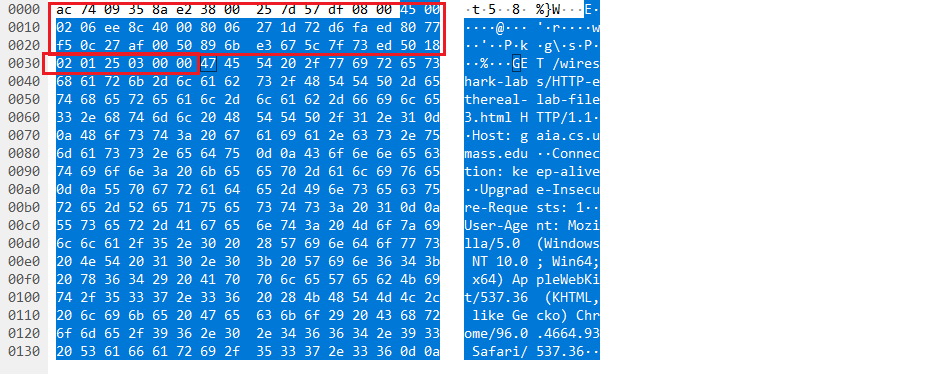 0000 ac 74 09 35 8a e2 38 00 25 7d 57 df 08 00 45 00 ·t·5··8· %}W···E·
0010 02 06 ee 8c 40 00 80 06 27 1d 72 d6 fa ed 80 77 ····@··· '·r····w
0020 f5 0c 27 af 00 50 89 6b e3 67 5c 7f 73 ed 50 18 ··'··P·k ·g\·s·P·
0030 02 01 25 03 00 00 47 45 54 20 2f 77 69 72 65 73 ··%···GE T /wires
0040 68 61 72 6b 2d 6c 61 62 73 2f 48 54 54 50 2d 65 hark-lab s/HTTP-e
0050 74 68 65 72 65 61 6c 2d 6c 61 62 2d 66 69 6c 65 thereal- lab-file
0060 33 2e 68 74 6d 6c 20 48 54 54 50 2f 31 2e 31 0d 3.html H TTP/1.1·
0070 0a 48 6f 73 74 3a 20 67 61 69 61 2e 63 73 2e 75 ·Host: g aia.cs.u
0080 6d 61 73 73 2e 65 64 75 0d 0a 43 6f 6e 6e 65 63 mass.edu ··Connec
0090 74 69 6f 6e 3a 20 6b 65 65 70 2d 61 6c 69 76 65 tion: ke ep-alive
00a0 0d 0a 55 70 67 72 61 64 65 2d 49 6e 73 65 63 75 ··Upgrad e-Insecu
00b0 72 65 2d 52 65 71 75 65 73 74 73 3a 20 31 0d 0a re-Reque sts: 1··
00c0 55 73 65 72 2d 41 67 65 6e 74 3a 20 4d 6f 7a 69 User-Age nt: Mozi
00d0 6c 6c 61 2f 35 2e 30 20 28 57 69 6e 64 6f 77 73 lla/5.0 (Windows
00e0 20 4e 54 20 31 30 2e 30 3b 20 57 69 6e 36 34 3b NT 10.0 ; Win64;
00f0 20 78 36 34 29 20 41 70 70 6c 65 57 65 62 4b 69 x64) Ap pleWebKi
0100 74 2f 35 33 37 2e 33 36 20 28 4b 48 54 4d 4c 2c t/537.36 (KHTML,
0110 20 6c 69 6b 65 20 47 65 63 6b 6f 29 20 43 68 72 like Ge cko) Chr
0120 6f 6d 65 2f 39 36 2e 30 2e 34 36 36 34 2e 39 33 ome/96.0 .4664.93
0130 20 53 61 66 61 72 69 2f 35 33 37 2e 33 36 0d 0a Safari/ 537.36··